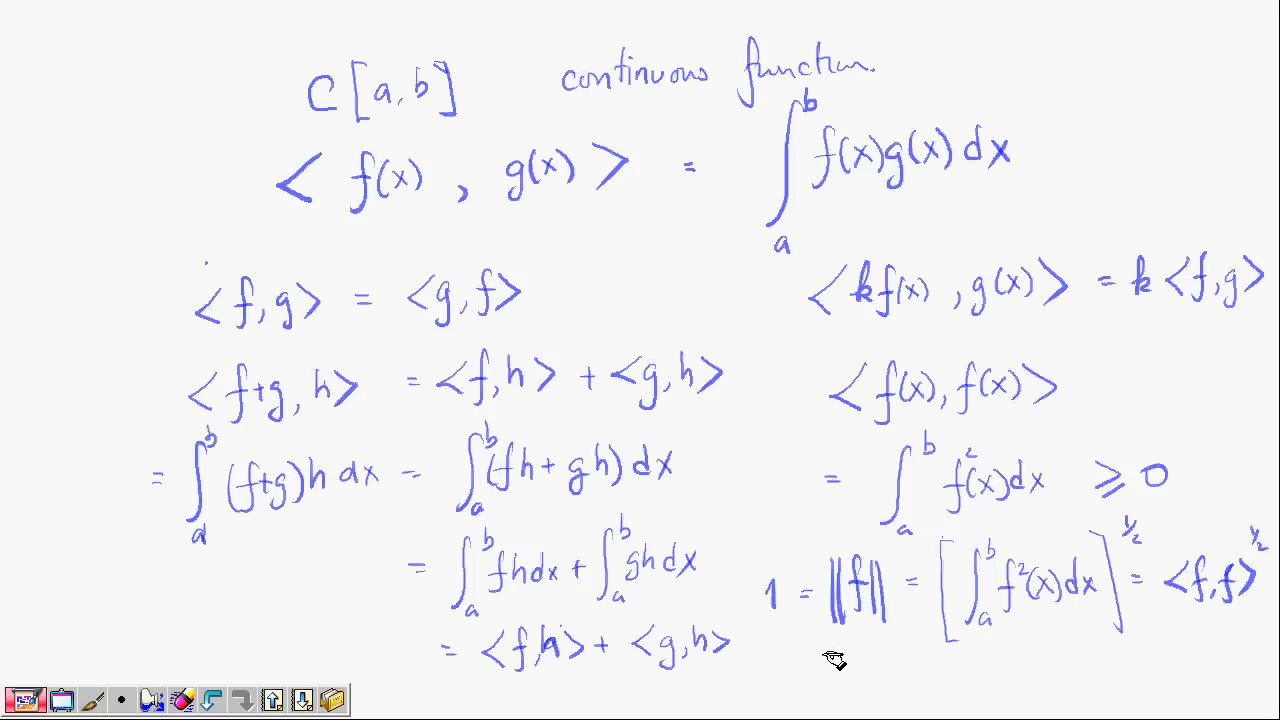 C[a,b] continuous function.
< f(x) , g(x) > = ∫_a^b f(x)g(x) dx
<f,g> = <g,f>
<f+g, h> = <f,h> + <g,h>
= ∫_a^b (f+g)h dx = ∫_a^b (fh + gh) dx
= ∫_a^b fh dx + ∫_a^b gh dx
= <f,h> + <g,h>
<kf(x), g(x)> = k<f,g>
<f(x), f(x)>
= ∫_a^b f²(x)dx ⩾ 0
1 = ||f|| = [∫_a^b f²(x)dx]^{1/2} = <f,f>^{1/2}